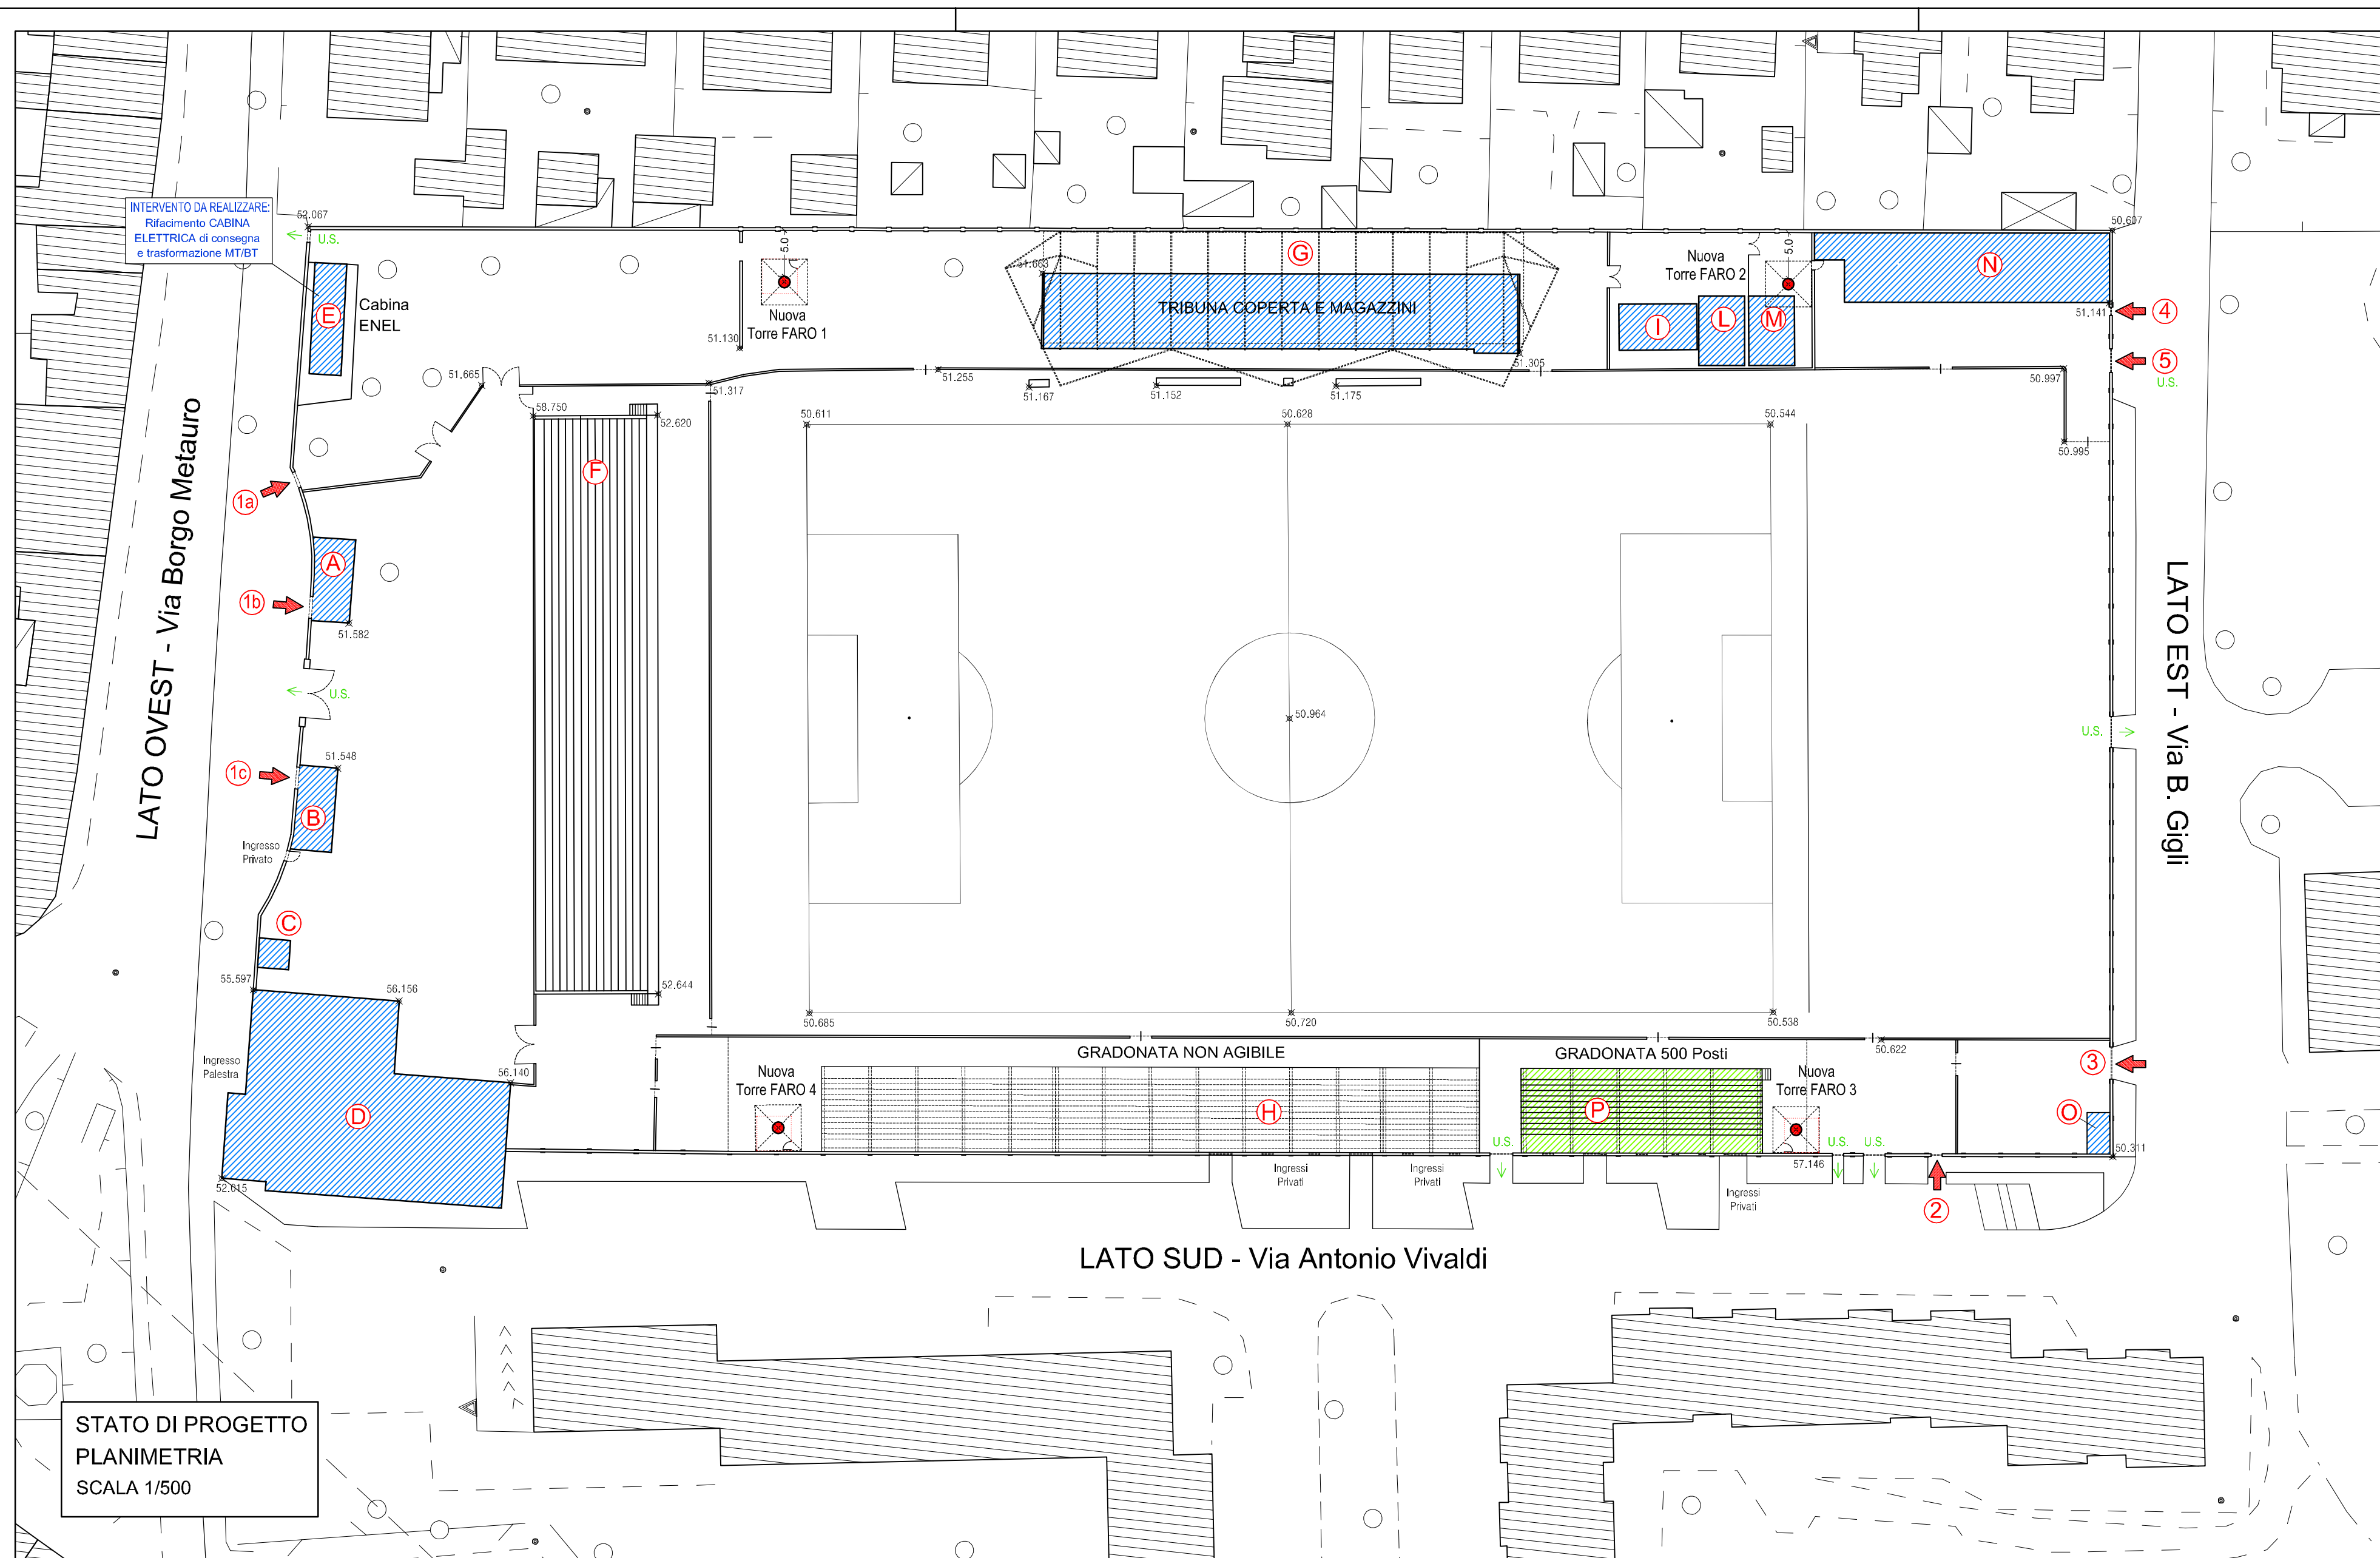 INTERVENTO DA REALIZZARE:
Rifacimento CABINA
ELETTRICA di consegna
e trasformazione MT/BT
52.067
U.S.
E
Cabina
ENEL
51.665
5.0
Nuova
Torre FARO 1
51.130
51.317
51.255
G
51.663
TRIBUNA COPERTA E MAGAZZINI
51.305
51.167
51.152
51.175
Nuova
Torre FARO 2
5.0
I
L
M
N
50.607
51.141
4
5
U.S.
50.997
50.995
58.750
52.620
F
50.611
50.628
50.544
LATO OVEST - Via Borgo Metauro
1a
A
1b
51.582
U.S.
51.548
1c
B
Ingresso
Privato
C
55.597
56.156
50.964
U.S.
LATO EST - Via B. Gigli
52.644
50.685
50.720
50.538
Ingresso
Palestra
D
56.140
52.015
GRADONATA NON AGIBILE
GRADONATA 500 Posti
50.622
Nuova
Torre FARO 4
H
P
Nuova
Torre FARO 3
3
O
50.311
U.S.
U.S.
U.S.
57.146
Ingressi
Privati
Ingressi
Privati
Ingressi
Privati
2
LATO SUD - Via Antonio Vivaldi
STATO DI PROGETTO
PLANIMETRIA
SCALA 1/500